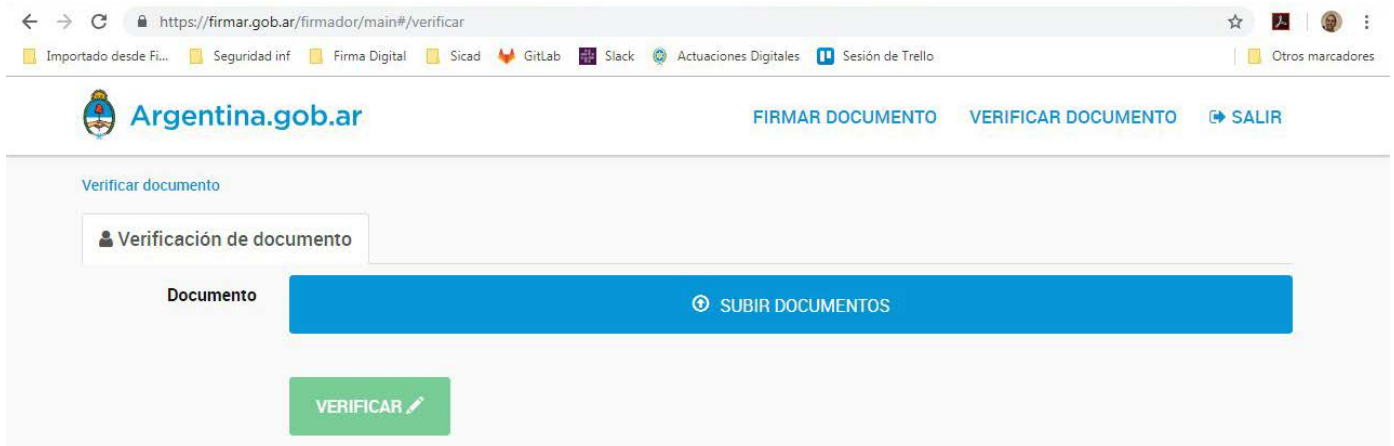 https://firmar.gob.ar/firmador/main#/verificar
Importado desde Fi... Seguridad inf Firma Digital Sicad GitLab Slack Actuaciones Digitales Sesión de Trello Otros marcadores
Argentina.gob.ar FIRMAR DOCUMENTO VERIFICAR DOCUMENTO SALIR
Verificar documento
Verificación de documento
Documento SUBIR DOCUMENTOS
VERIFICAR